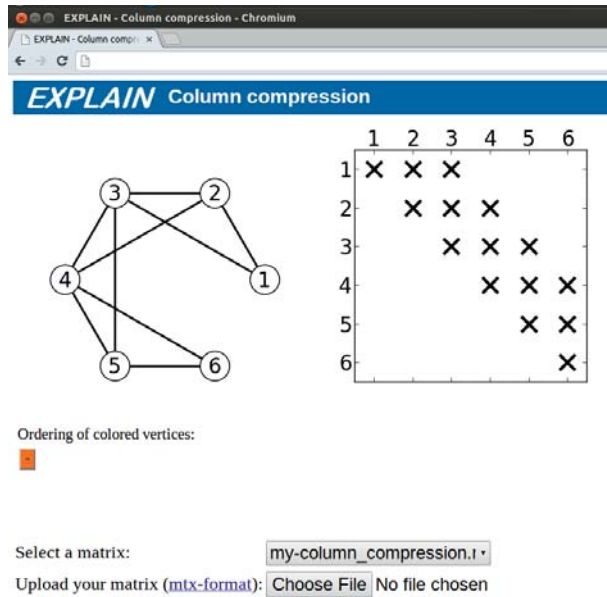 EXPLAIN - Column compression - Chromium
EXPLAIN - Column compr
EXPLAIN Column compression
1 2 3 4 5 6
1
2
3
4
5
6
3 2
4 1
5 6
Ordering of colored vertices:
-
Select a matrix:
my-column_compression.r
Upload your matrix (mtx-format): Choose File No file chosen